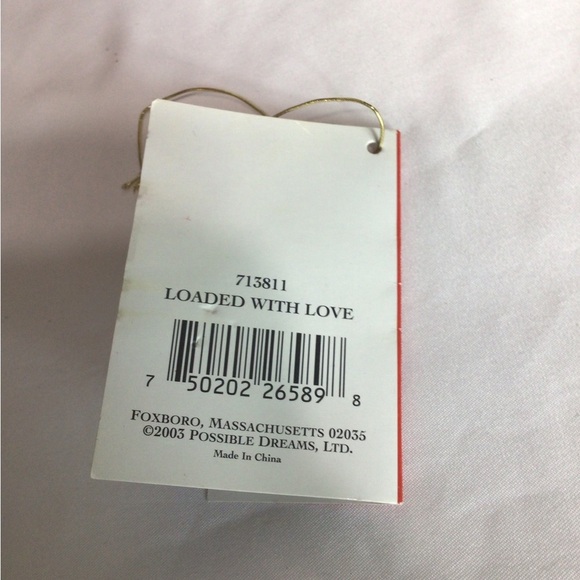 713811
LOADED WITH LOVE
7 50202 26589 8
FOXBORO, MASSACHUSETTS 02035
©2003 POSSIBLE DREAMS, LTD.
Made In China